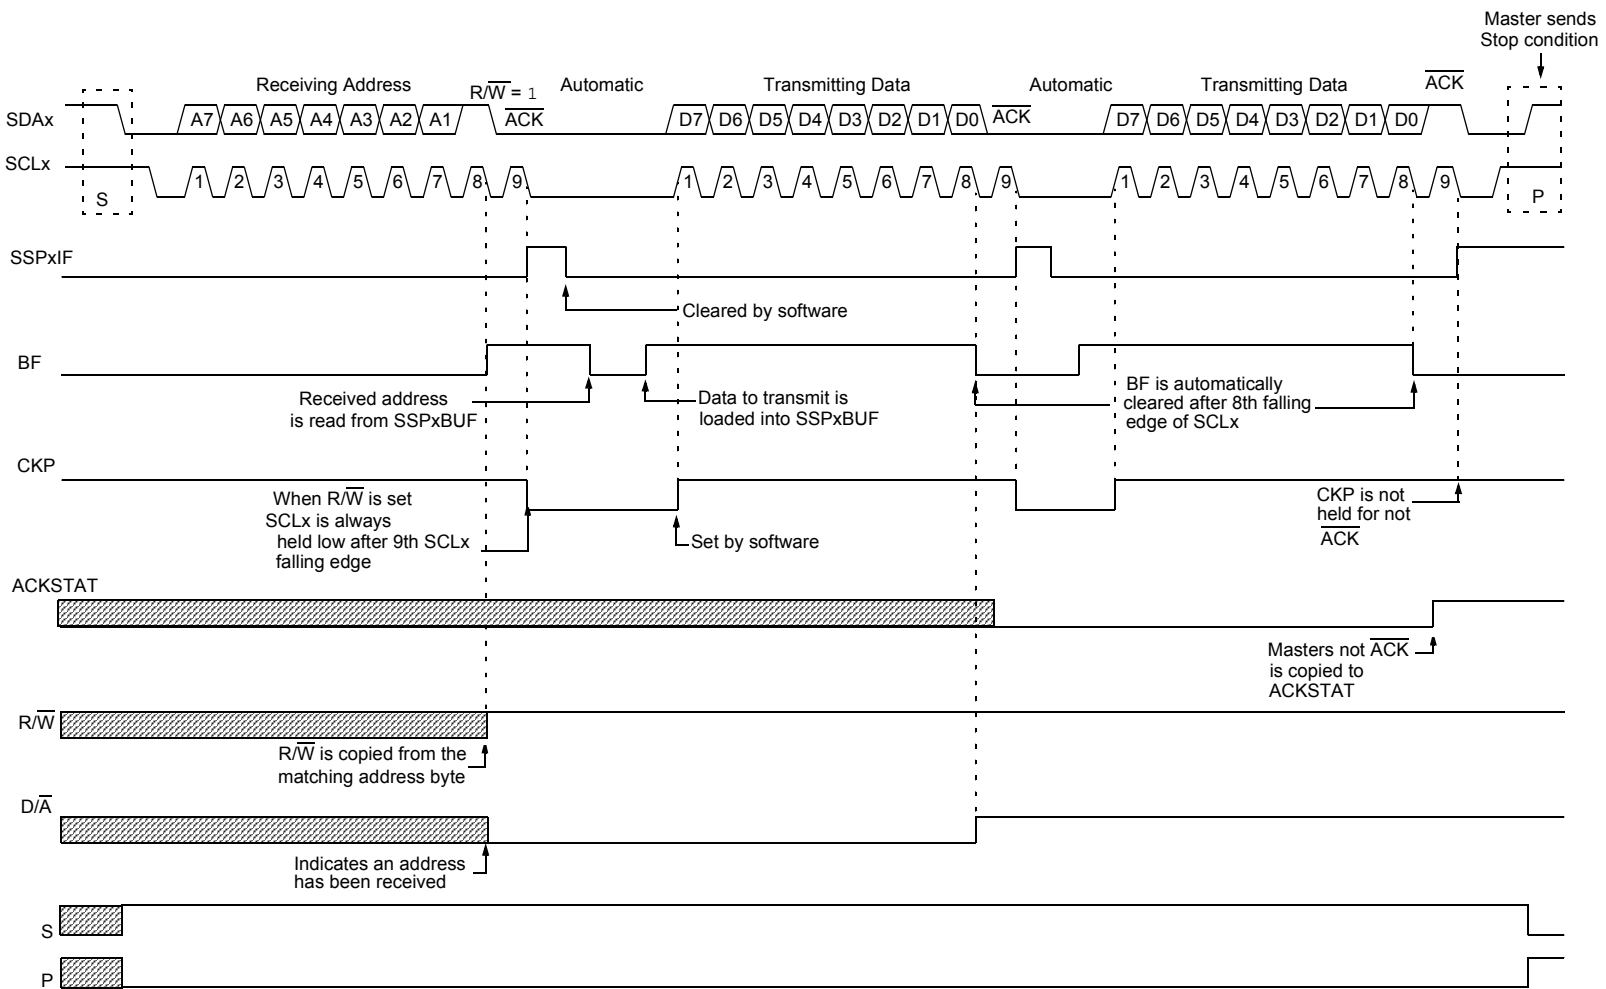 Master sends
Stop condition
Receiving Address
R/W̅ = 1
Automatic
Transmitting Data
Automatic
Transmitting Data
A̅C̅K̅
SDAx
A7 A6 A5 A4 A3 A2 A1
A̅C̅K̅
D7 D6 D5 D4 D3 D2 D1 D0
A̅C̅K̅
D7 D6 D5 D4 D3 D2 D1 D0
SCLx
1 2 3 4 5 6 7 8 9
1 2 3 4 5 6 7 8 9
1 2 3 4 5 6 7 8 9
S
P
SSPxIF
Cleared by software
BF
Received address
is read from SSPxBUF
Data to transmit is
loaded into SSPxBUF
BF is automatically
cleared after 8th falling
edge of SCLx
CKP
When R/W̅ is set
SCLx is always
held low after 9th SCLx
falling edge
Set by software
CKP is not
held for not
A̅C̅K̅
ACKSTAT
Masters not A̅C̅K̅
is copied to
ACKSTAT
R/W̅
R/W̅ is copied from the
matching address byte
D/A̅
Indicates an address
has been received
S
P